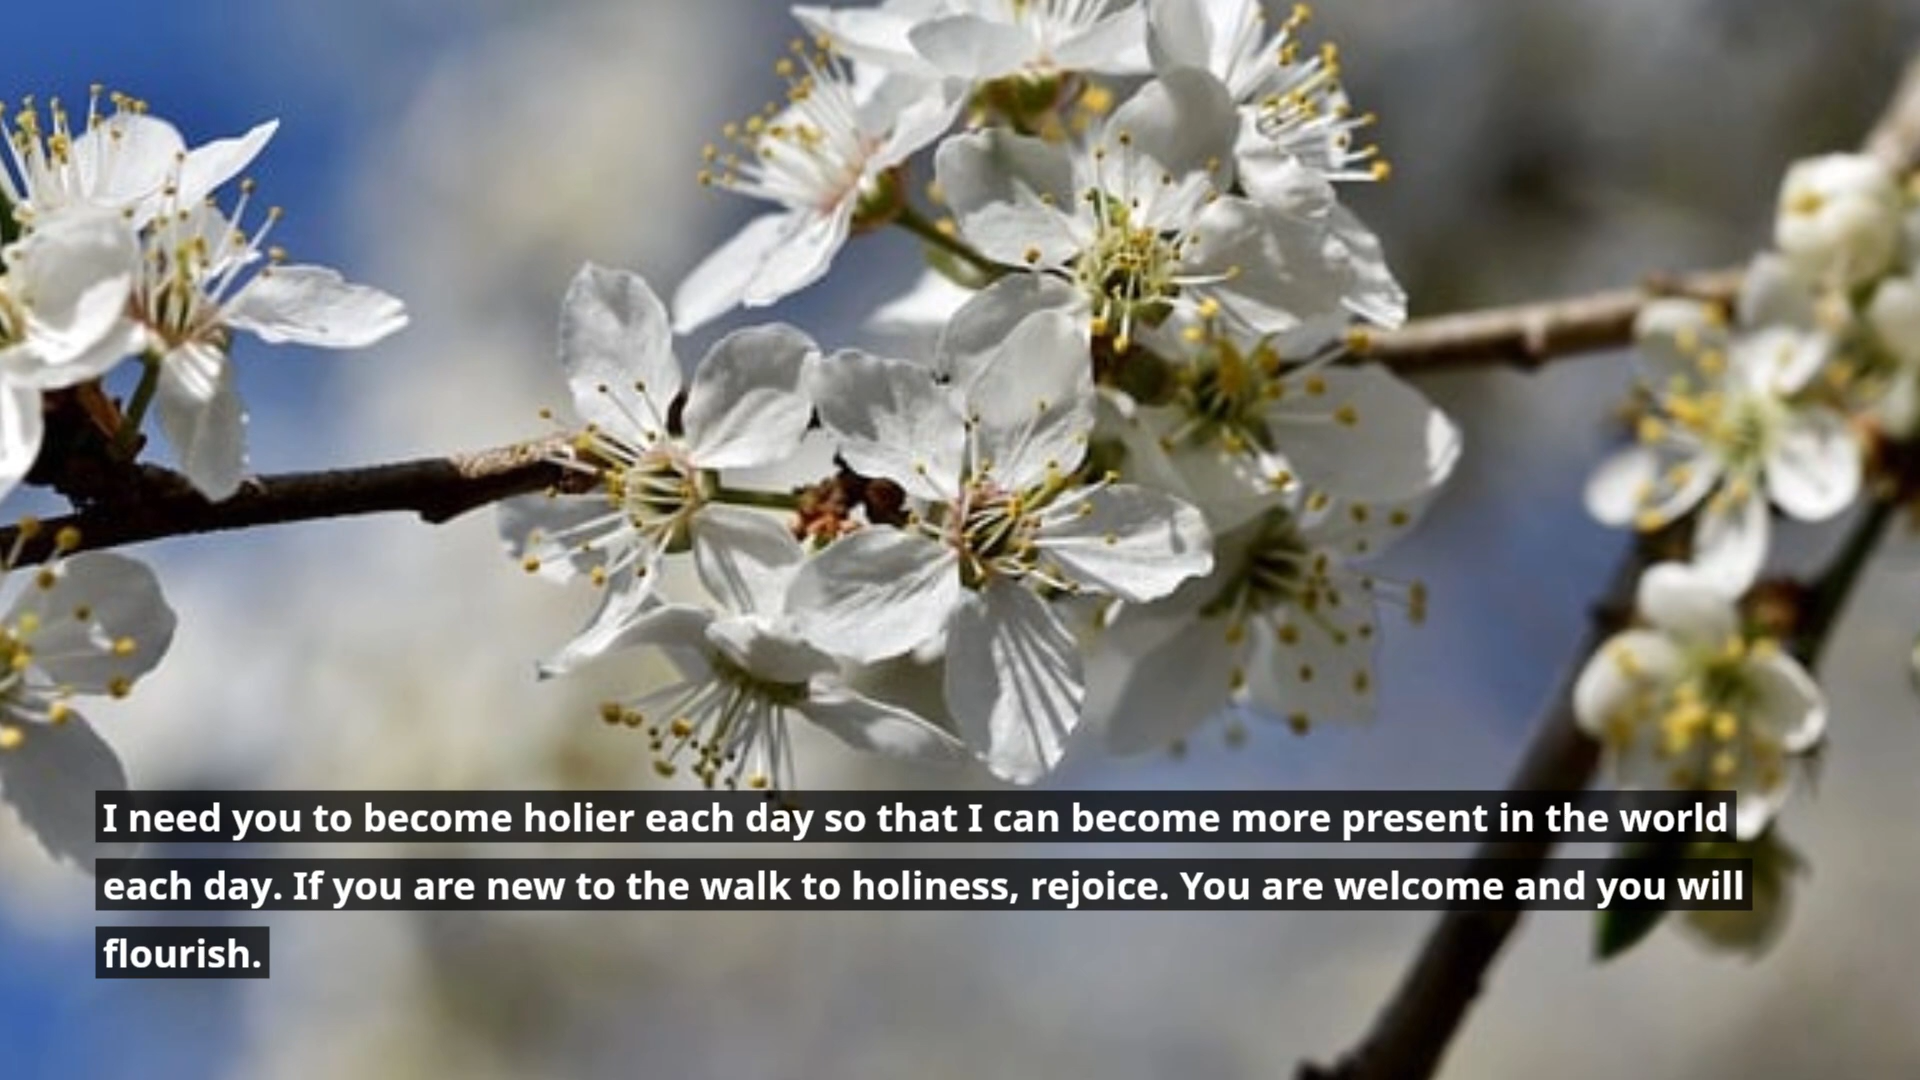 I need you to become holier each day so that I can become more present in the world
each day. If you are new to the walk to holiness, rejoice. You are welcome and you will
flourish.